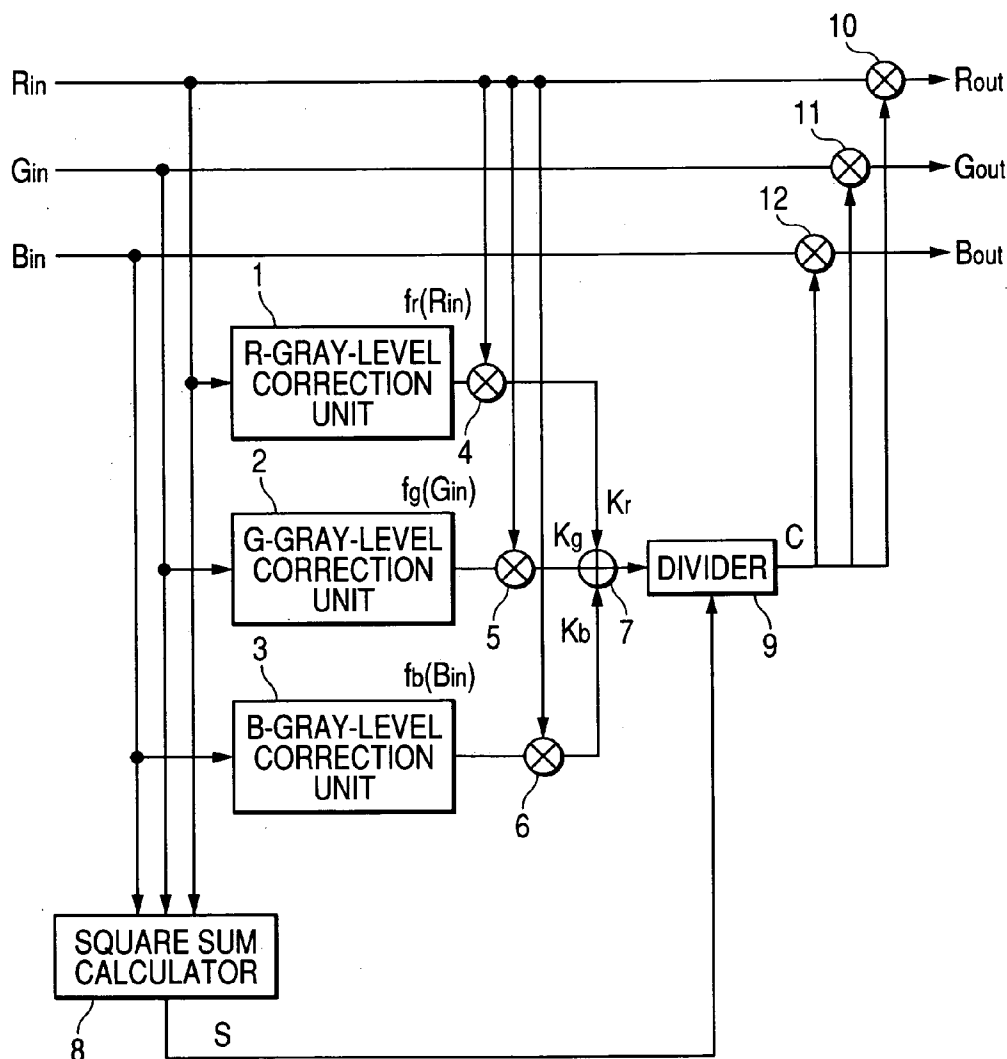 10
Rin
Rout
11
Gin
Gout
12
Bin
Bout
1
fr(Rin)
R-GRAY-LEVEL
CORRECTION
UNIT
4
2
fg(Gin)
Kr
G-GRAY-LEVEL
CORRECTION
UNIT
Kg
C
DIVIDER
5
7
9
Kb
3
fb(Bin)
B-GRAY-LEVEL
CORRECTION
UNIT
6
SQUARE SUM
CALCULATOR
8
S